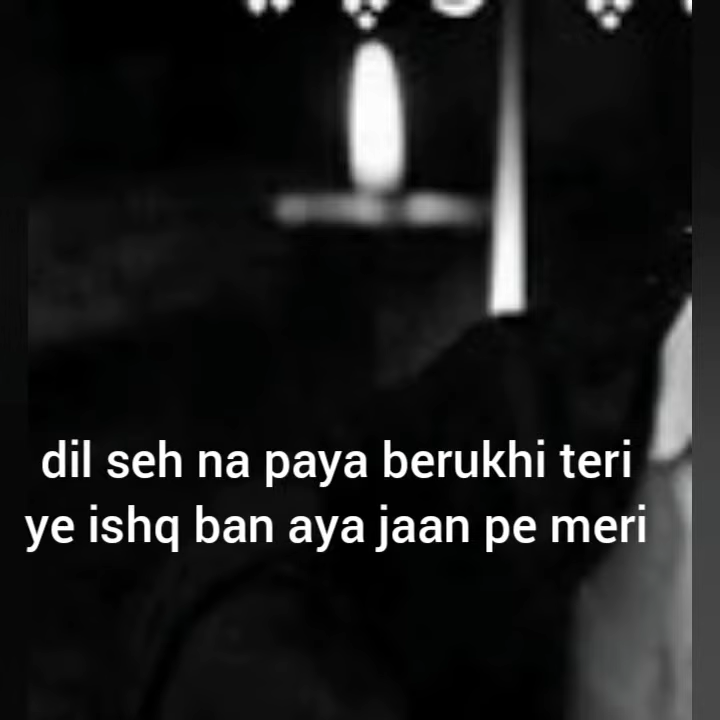 dil seh na paya berukhi teri
ye ishq ban aya jaan pe meri